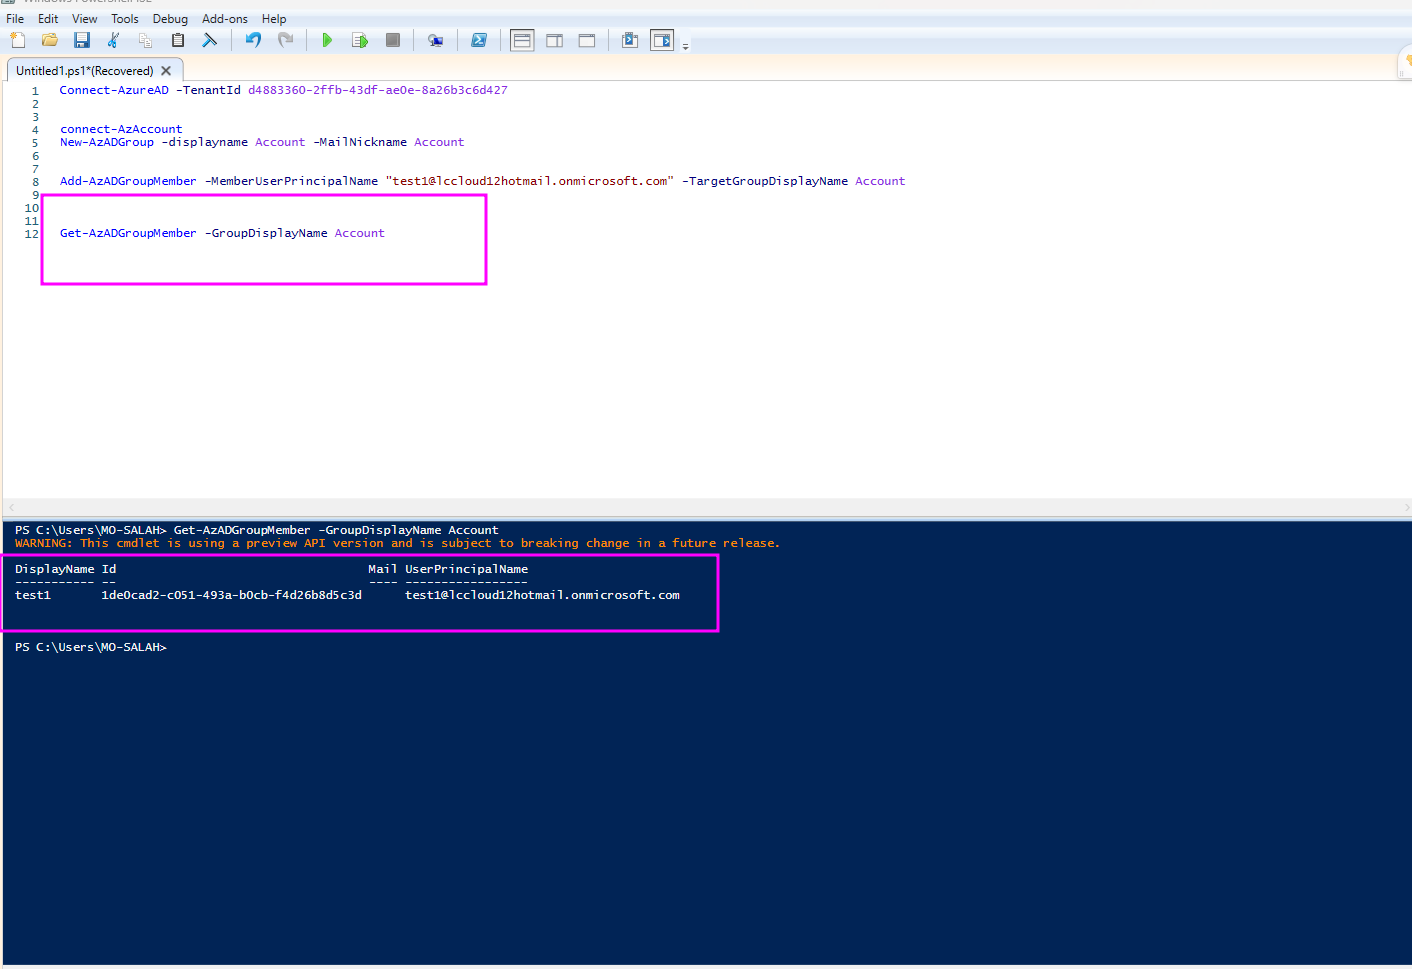 File Edit View Tools Debug Add-ons Help
Untitled1.ps1*(Recovered) X
1 Connect-AzureAD -TenantId d4883360-2ffb-43df-ae0e-8a26b3c6d427
2
3
4 connect-AzAccount
5 New-AzADGroup -displayname Account -MailNickname Account
6
7
8 Add-AzADGroupMember -MemberUserPrincipalName "test1@lccloud12hotmail.onmicrosoft.com" -TargetGroupDisplayName Account
9
10
11
12 Get-AzADGroupMember -GroupDisplayName Account
PS C:\Users\MO-SALAH> Get-AzADGroupMember -GroupDisplayName Account
WARNING: This cmdlet is using a preview API version and is subject to breaking change in a future release.
DisplayName Id Mail UserPrincipalName
----------- -- ---- -----------------
test1 1de0cad2-c051-493a-b0cb-f4d26b8d5c3d test1@lccloud12hotmail.onmicrosoft.com
PS C:\Users\MO-SALAH>